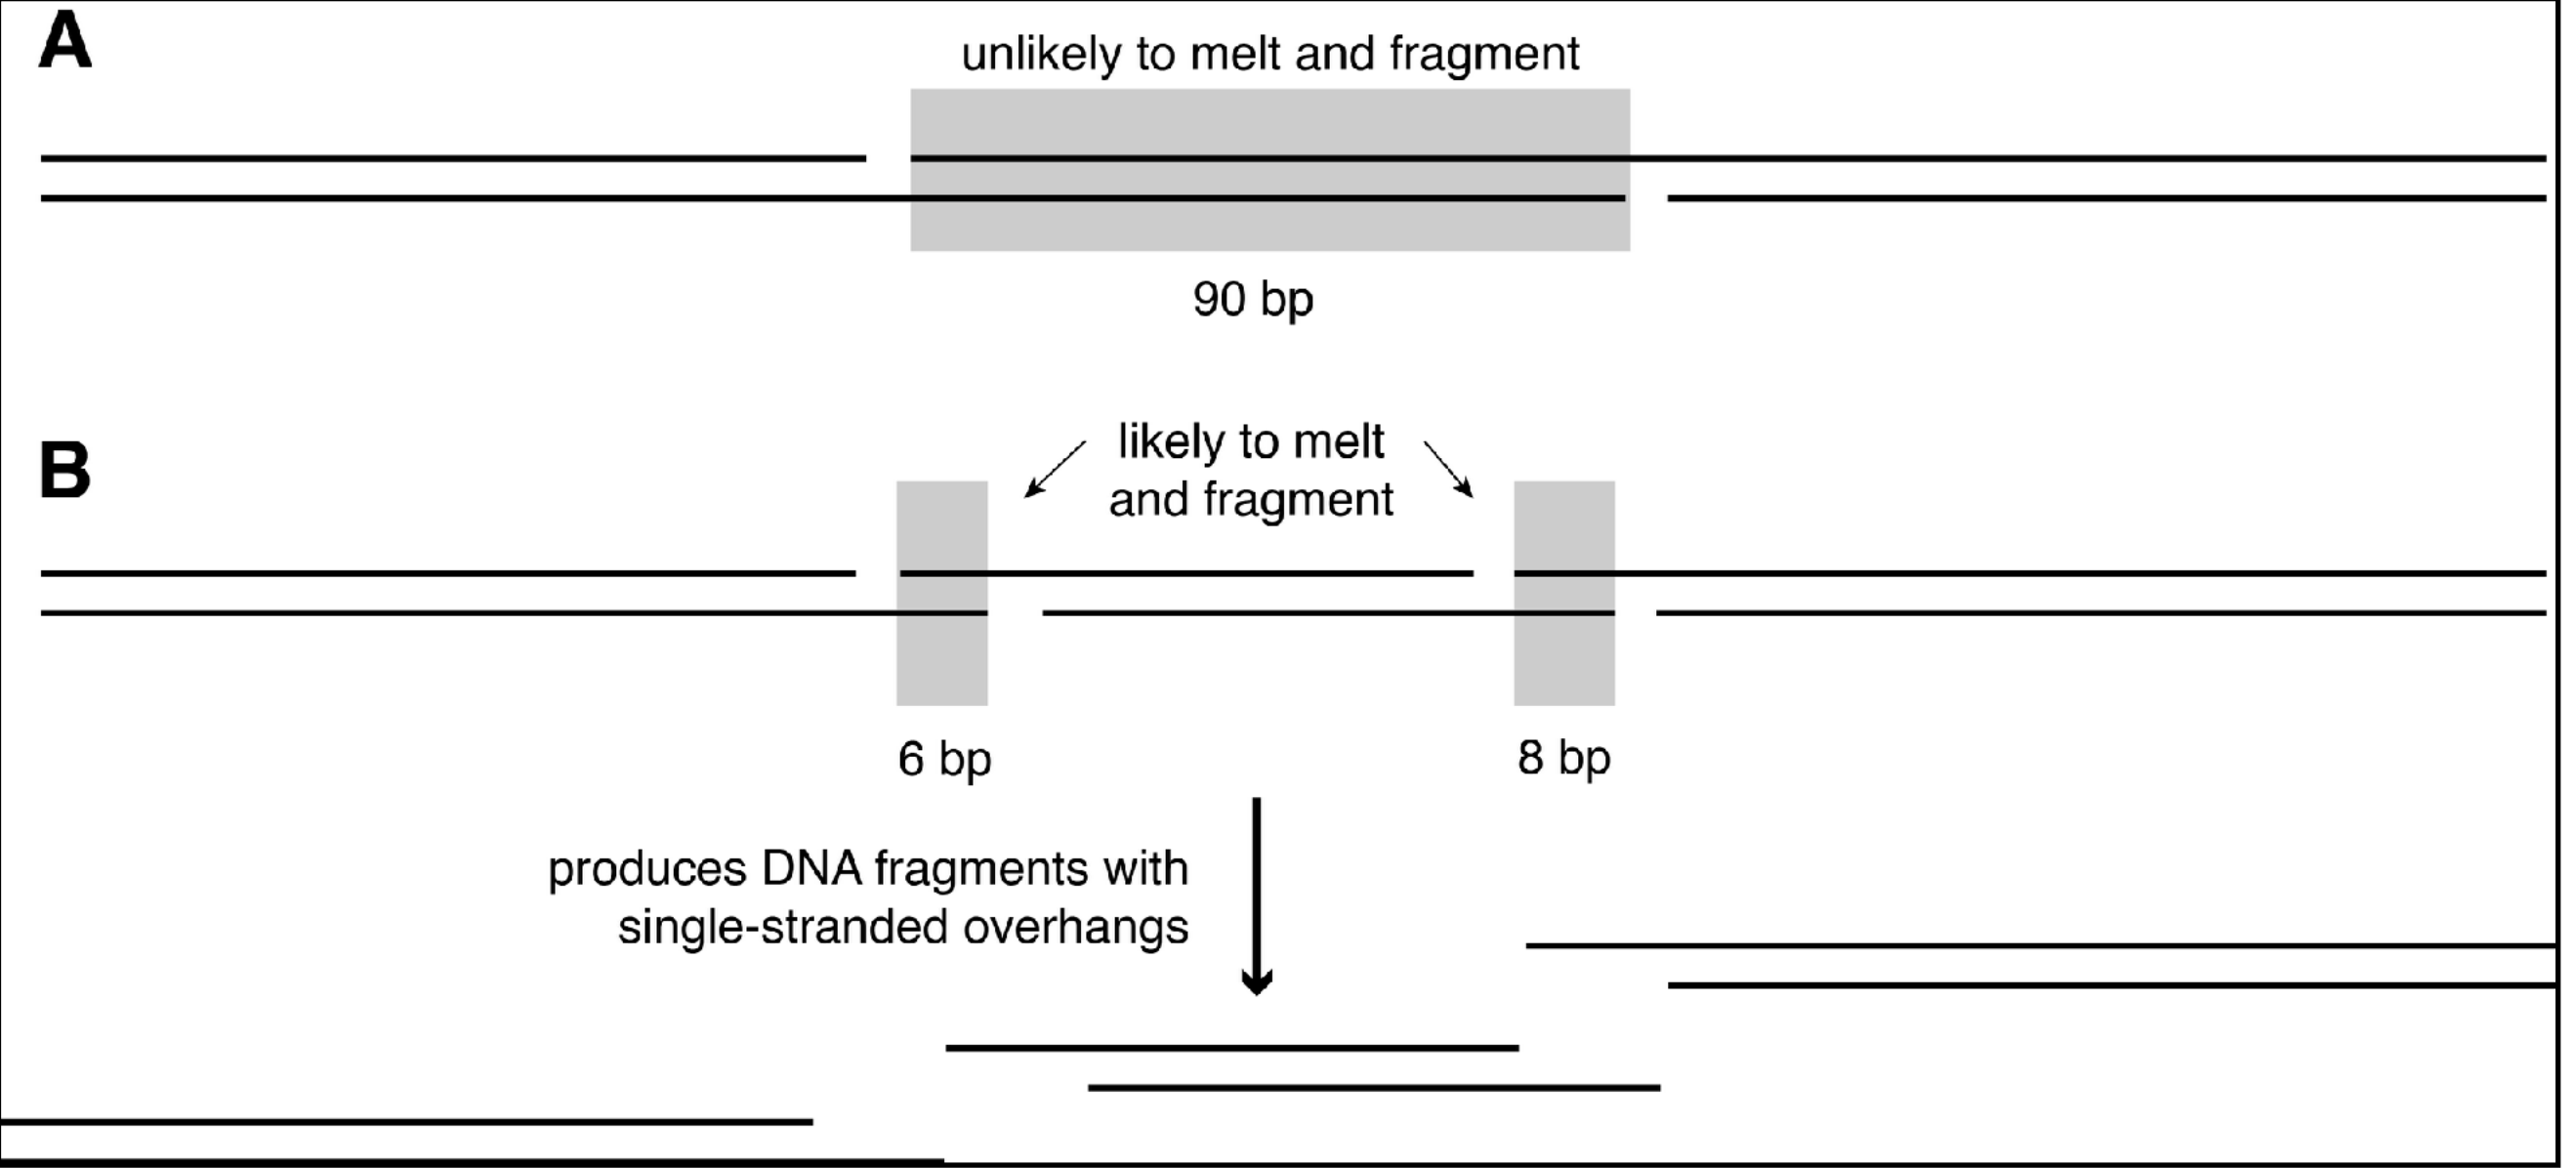 A
unlikely to melt and fragment
90 bp
B
likely to melt
and fragment
6 bp
8 bp
produces DNA fragments with
single-stranded overhangs